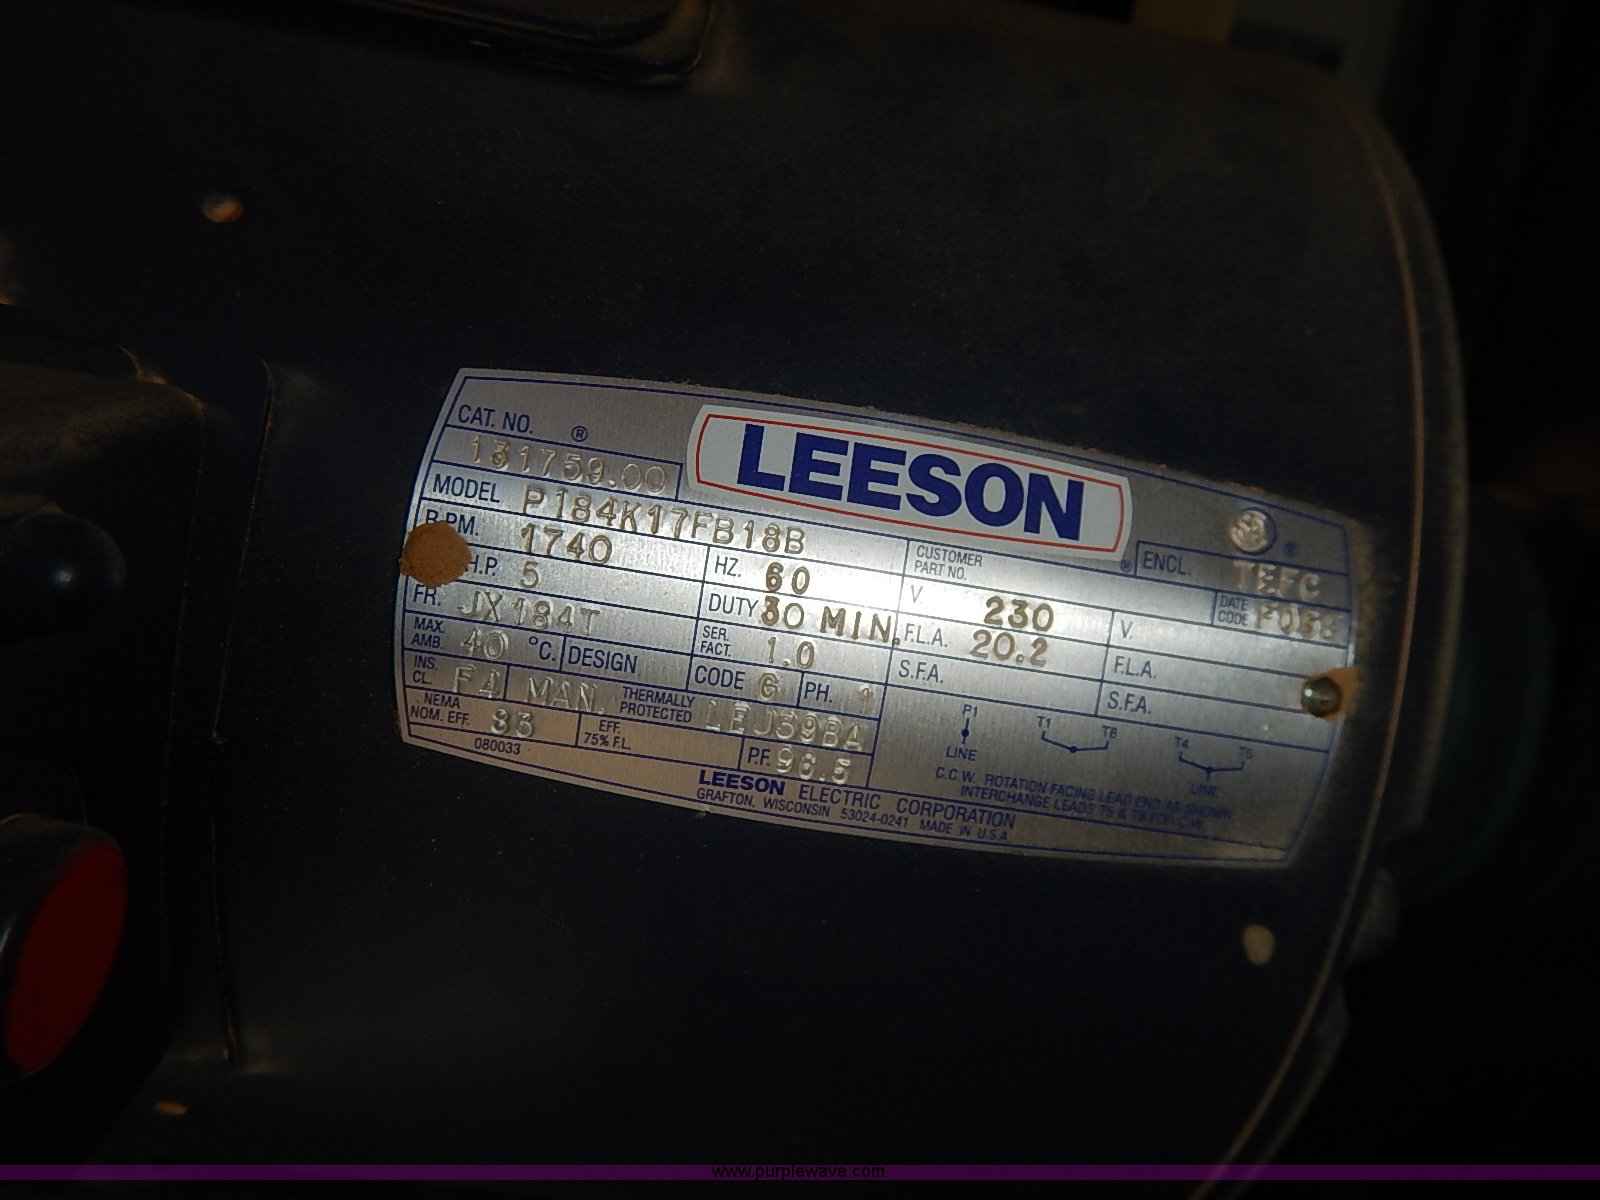 CAT. NO. ®
131759.00
LEESON ®
MODEL P184K17FB18B
CUSTOMER PART NO.
ENCL. TEFC
R.P.M. 1740
HZ. 60
V. 230
V.
DATE CODE
H.P. 5
DUTY 30 MIN.
F.L.A. 20.2
F.L.A.
FR. JX184T
SER. FACT. 1.0
S.F.A.
S.F.A.
MAX. AMB. 40 °C.
DESIGN
CODE G
PH. 1
INS. CL. F4
MAN. THERMALLY PROTECTED LEJ39BA
NEMA NOM. EFF. 83
EFF. 75% F.L.
P.F. 96.5
080033
P1 T1 T8 T4 T5
LINE LINE
C.C.W. ROTATION FACING LEAD END AS SHOWN
INTERCHANGE LEADS T5 & T8 FOR C.W.
LEESON ELECTRIC CORPORATION
GRAFTON, WISCONSIN 53024-0241 MADE IN U.S.A.
www.purplewave.com